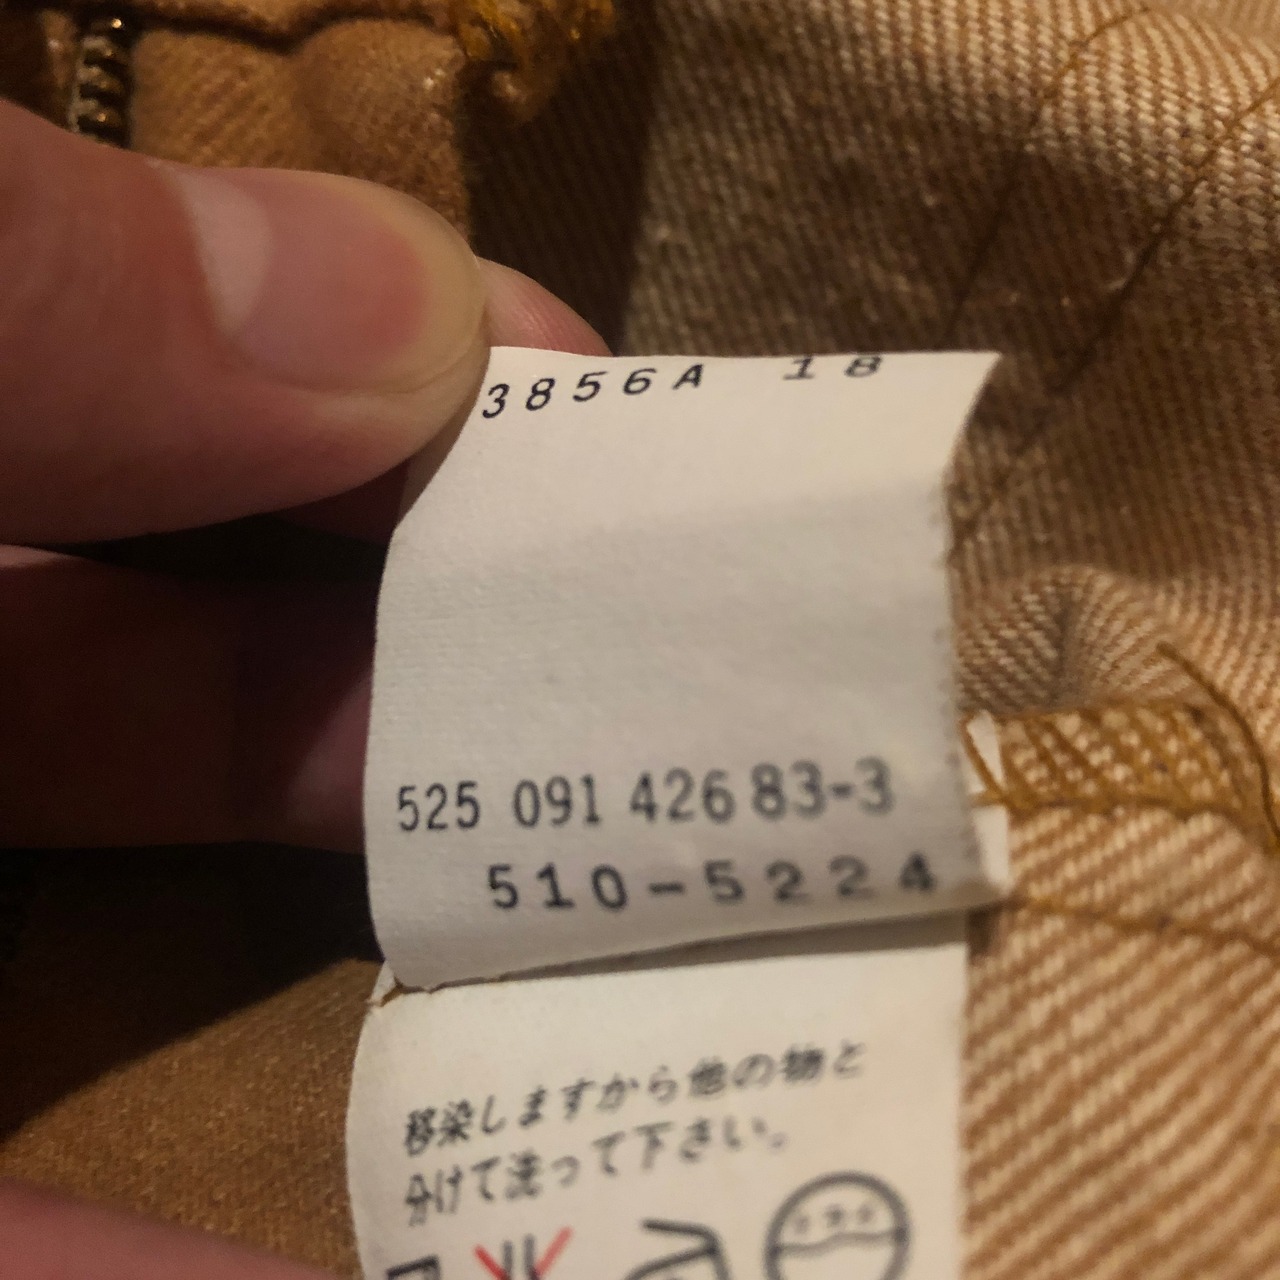 3856A 18
525 091 426 83-3
510-5224
移染しますから他の物と
分けて洗って下さい。